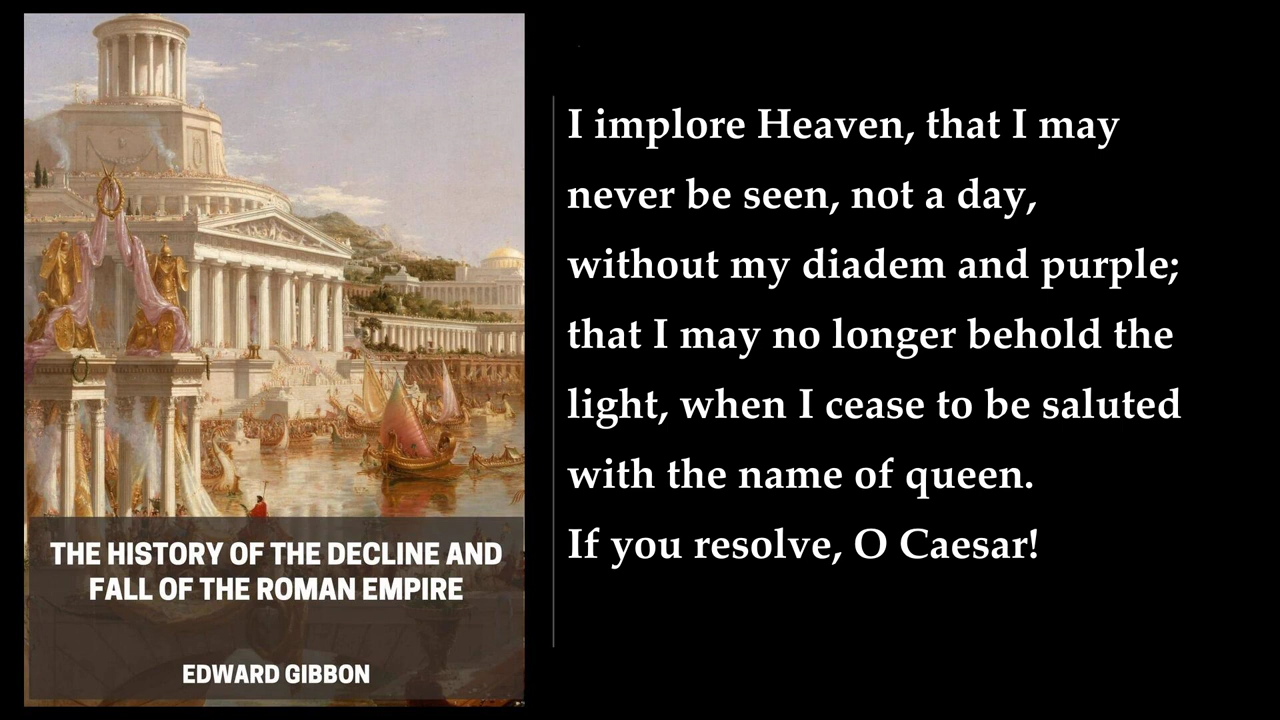 THE HISTORY OF THE DECLINE AND
FALL OF THE ROMAN EMPIRE
EDWARD GIBBON
I implore Heaven, that I may
never be seen, not a day,
without my diadem and purple;
that I may no longer behold the
light, when I cease to be saluted
with the name of queen.
If you resolve, O Caesar!